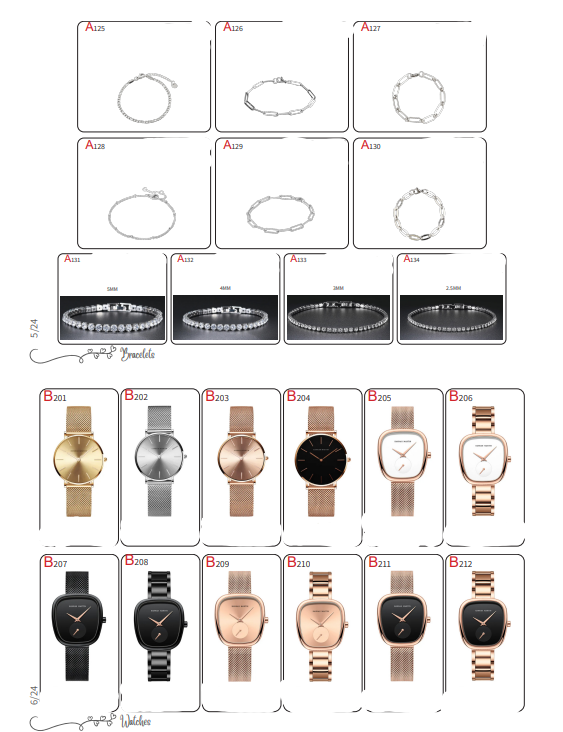 A125 A126 A127
A128 A129 A130
A131 A132 A133 A134
5MM 4MM 3MM 2.5MM
5/24
Bracelets
B201 B202 B203 B204 B205 B206
B207 B208 B209 B210 B211 B212
6/24
Watches